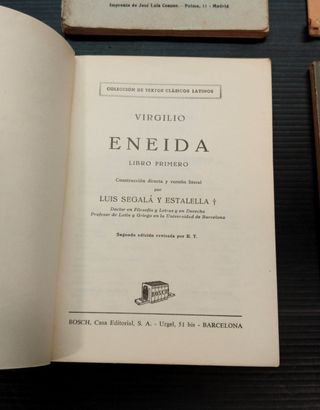 Imprenta de José Luis Cosano. - Palma, 11 - Madrid
COLECCIÓN DE TEXTOS CLÁSICOS LATINOS
VIRGILIO
ENEIDA
LIBRO PRIMERO
Construcción directa y versión literal
por
LUIS SEGALÁ Y ESTALELLA †
Doctor en Filosofía y Letras y en Derecho
Profesor de Latín y Griego en la Universidad de Barcelona
Segunda edición revisada por R. T.
BOSCH
BOSCH, Casa Editorial, S. A. - Urgel, 51 bis - BARCELONA